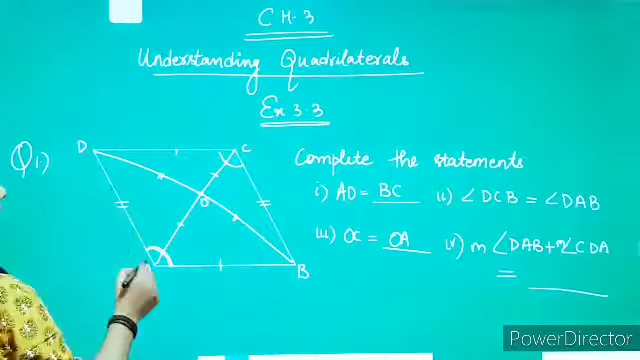 CH-3
Understanding Quadrilaterals
Ex 3.3
Q1)
D
C
O
B
Complete the statements
i) AD = BC ii) ∠DCB = ∠DAB
iii) OC = OA iv) m∠DAB + m∠CDA
= ____
PowerDirector